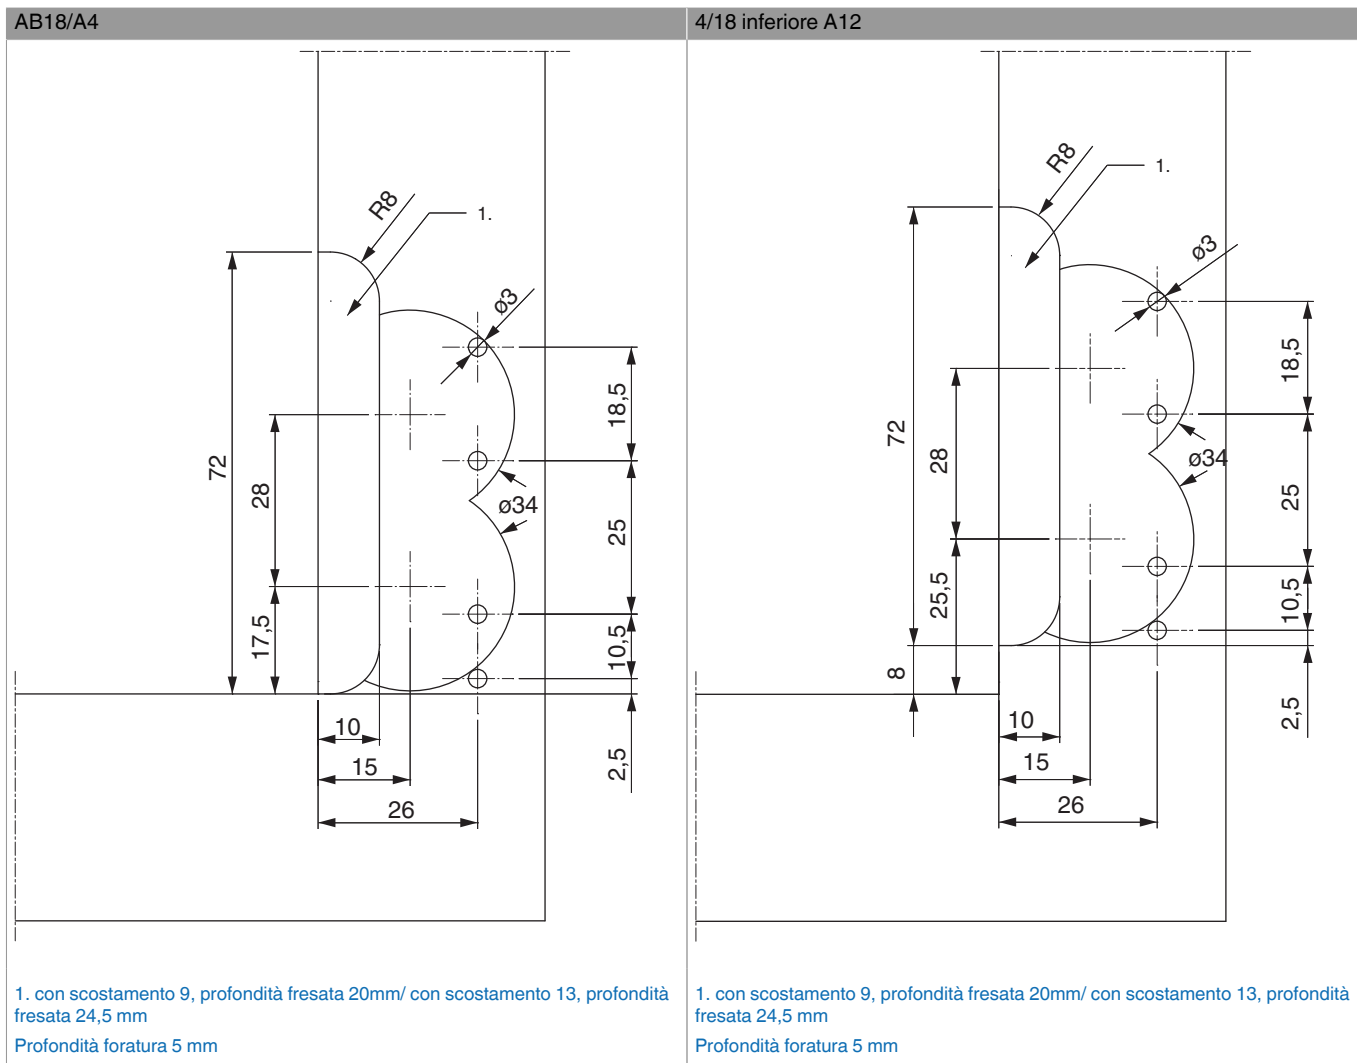 AB18/A4
R8
1.
ø3
72
28
18,5
ø34
25
17,5
10,5
10
15
2,5
26
1. con scostamento 9, profondità fresata 20mm/ con scostamento 13, profondità
fresata 24,5 mm
Profondità foratura 5 mm
4/18 inferiore A12
R8
1.
ø3
18,5
72
28
ø34
25
25,5
10,5
8
10
2,5
15
26
1. con scostamento 9, profondità fresata 20mm/ con scostamento 13, profondità
fresata 24,5 mm
Profondità foratura 5 mm